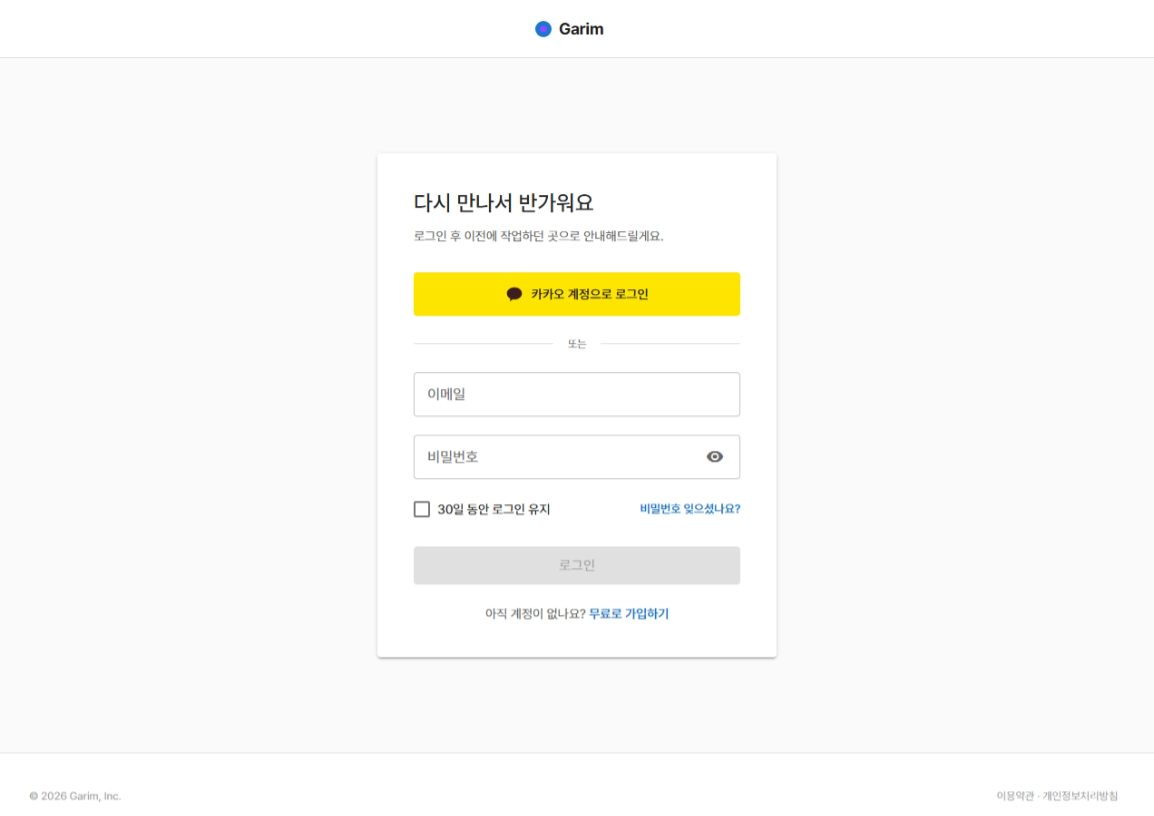 Garim
다시 만나서 반가워요
로그인 후 이전에 작업하던 곳으로 안내해드릴게요.
카카오 계정으로 로그인
또는
이메일
비밀번호
30일 동안 로그인 유지 비밀번호 잊으셨나요?
로그인
아직 계정이 없나요? 무료로 가입하기
© 2026 Garim, Inc. 이용약관 · 개인정보처리방침